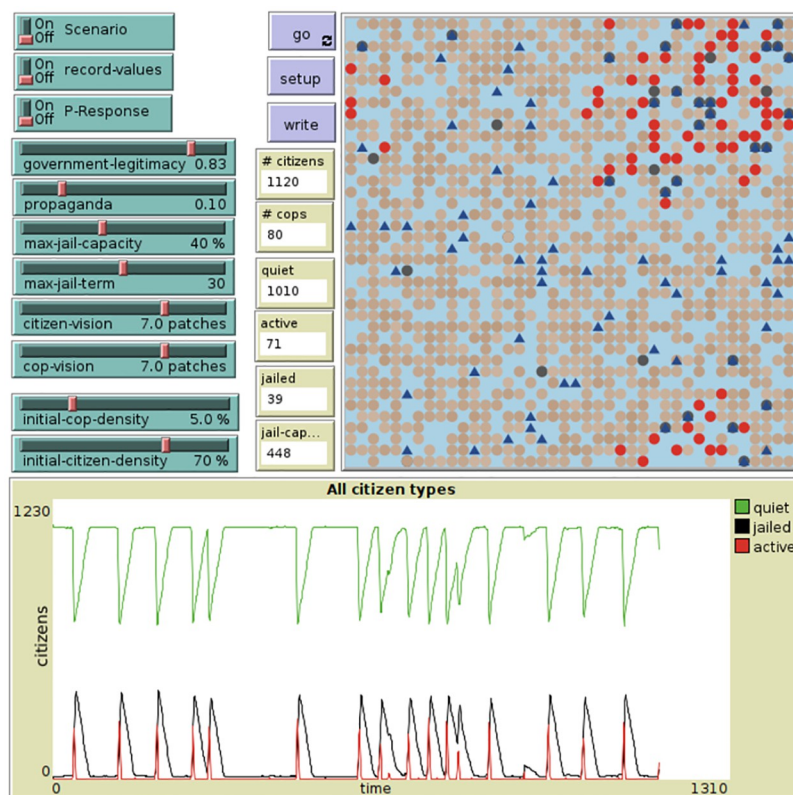 On
Off
Scenario
On
Off
record-values
On
Off
P-Response
government-legitimacy 0.83
propaganda 0.10
max-jail-capacity 40 %
max-jail-term 30
citizen-vision 7.0 patches
cop-vision 7.0 patches
initial-cop-density 5.0 %
initial-citizen-density 70 %
go
setup
write
# citizens
1120
# cops
80
quiet
1010
active
71
jailed
39
jail-cap...
448
All citizen types
1230
citizens
0
0 time 1310
quiet
jailed
active